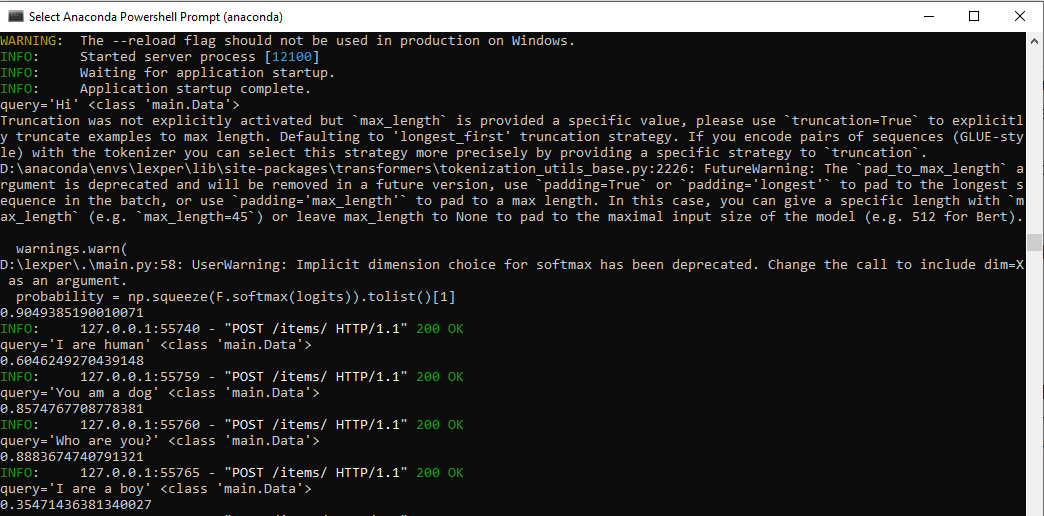 Select Anaconda Powershell Prompt (anaconda)
WARNING:  The --reload flag should not be used in production on Windows.
INFO:     Started server process [12100]
INFO:     Waiting for application startup.
INFO:     Application startup complete.
query='Hi' <class 'main.Data'>
Truncation was not explicitly activated but `max_length` is provided a specific value, please use `truncation=True` to explicitl
y truncate examples to max length. Defaulting to 'longest_first' truncation strategy. If you encode pairs of sequences (GLUE-sty
le) with the tokenizer you can select this strategy more precisely by providing a specific strategy to `truncation`.
D:\anaconda\envs\lexper\lib\site-packages\transformers\tokenization_utils_base.py:2226: FutureWarning: The `pad_to_max_length` a
rgument is deprecated and will be removed in a future version, use `padding=True` or `padding='longest'` to pad to the longest s
equence in the batch, or use `padding='max_length'` to pad to a max length. In this case, you can give a specific length with `m
ax_length` (e.g. `max_length=45`) or leave max_length to None to pad to the maximal input size of the model (e.g. 512 for Bert).
  warnings.warn(
D:\lexper\.\main.py:58: UserWarning: Implicit dimension choice for softmax has been deprecated. Change the call to include dim=X
 as an argument.
  probability = np.squeeze(F.softmax(logits)).tolist()[1]
0.9049385190010071
INFO:     127.0.0.1:55740 - "POST /items/ HTTP/1.1" 200 OK
query='I are human' <class 'main.Data'>
0.6046249270439148
INFO:     127.0.0.1:55759 - "POST /items/ HTTP/1.1" 200 OK
query='You am a dog' <class 'main.Data'>
0.8574767708778381
INFO:     127.0.0.1:55760 - "POST /items/ HTTP/1.1" 200 OK
query='Who are you?' <class 'main.Data'>
0.8883674740791321
INFO:     127.0.0.1:55765 - "POST /items/ HTTP/1.1" 200 OK
query='I are a boy' <class 'main.Data'>
0.35471436381340027